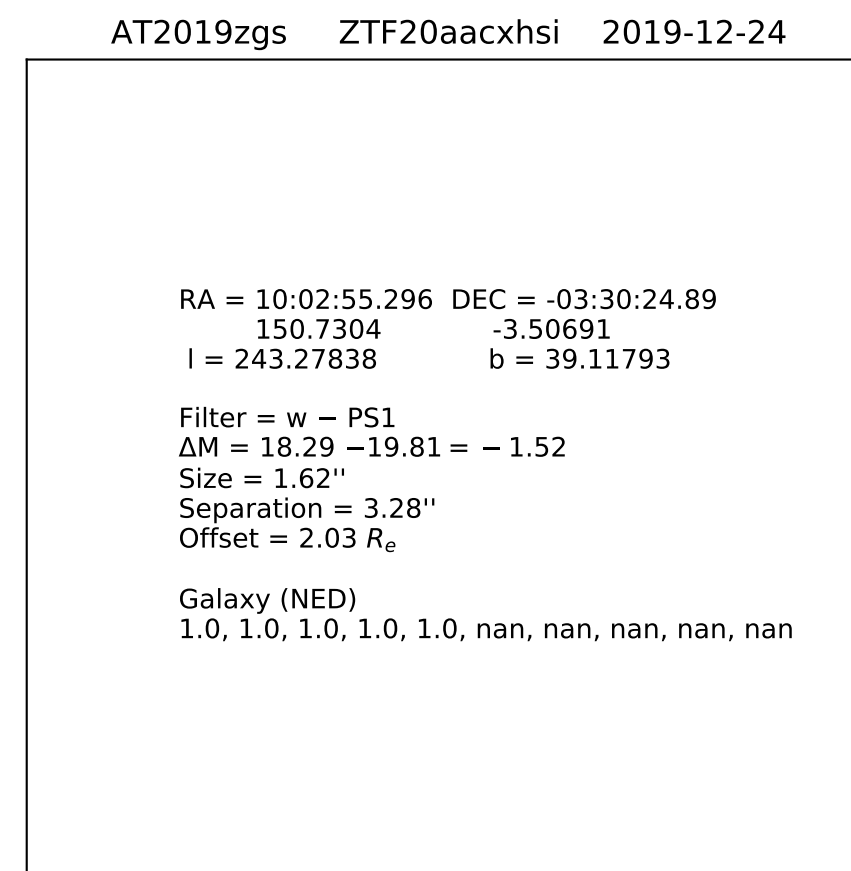 AT2019zgs ZTF20aacxhsi 2019-12-24
RA = 10:02:55.296 DEC = -03:30:24.89
150.7304 -3.50691
l = 243.27838 b = 39.11793
Filter = w − PS1
ΔM = 18.29 −19.81 = − 1.52
Size = 1.62''
Separation = 3.28''
Offset = 2.03 Rₑ
Galaxy (NED)
1.0, 1.0, 1.0, 1.0, 1.0, nan, nan, nan, nan, nan